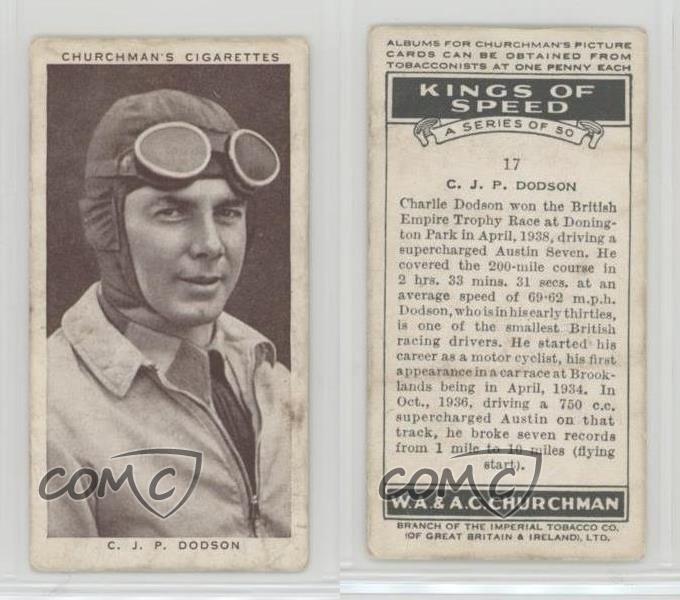 CHURCHMAN'S CIGARETTES
COMC
C. J. P. DODSON
ALBUMS FOR CHURCHMAN'S PICTURE
CARDS CAN BE OBTAINED FROM
TOBACCONISTS AT ONE PENNY EACH
KINGS OF
SPEED
A SERIES OF 50
17
C. J. P. DODSON
Charlie Dodson won the British
Empire Trophy Race at Doning-
ton Park in April, 1938, driving a
supercharged Austin Seven. He
covered the 200-mile course in
2 hrs. 33 mins. 31 secs. at an
average speed of 69·62 m.p.h.
Dodson, who is in his early thirties,
is one of the smallest British
racing drivers. He started his
career as a motor cyclist, his first
appearance in a car race at Brook-
lands being in April, 1934. In
Oct., 1936, driving a 750 c.c.
supercharged Austin on that
track, he broke seven records
from 1 mile to 10 miles (flying
start).
COMC
W.A & A.C. CHURCHMAN
BRANCH OF THE IMPERIAL TOBACCO CO.
(OF GREAT BRITAIN & IRELAND), LTD.